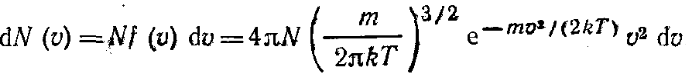 dN (v) = Nf (v) dv = 4πN (m / 2πkT)^{3/2} e^{−mv²/(2kT)} v² dv